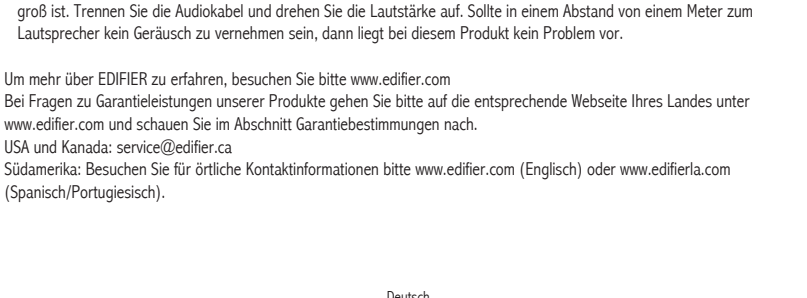 groß ist. Trennen Sie die Audiokabel und drehen Sie die Lautstärke auf. Sollte in einem Abstand von einem Meter zum
Lautsprecher kein Geräusch zu vernehmen sein, dann liegt bei diesem Produkt kein Problem vor.
Um mehr über EDIFIER zu erfahren, besuchen Sie bitte www.edifier.com
Bei Fragen zu Garantieleistungen unserer Produkte gehen Sie bitte auf die entsprechende Webseite Ihres Landes unter
www.edifier.com und schauen Sie im Abschnitt Garantiebestimmungen nach.
USA und Kanada: service@edifier.ca
Südamerika: Besuchen Sie für örtliche Kontaktinformationen bitte www.edifier.com (Englisch) oder www.edifierla.com
(Spanisch/Portugiesisch).
Deutsch